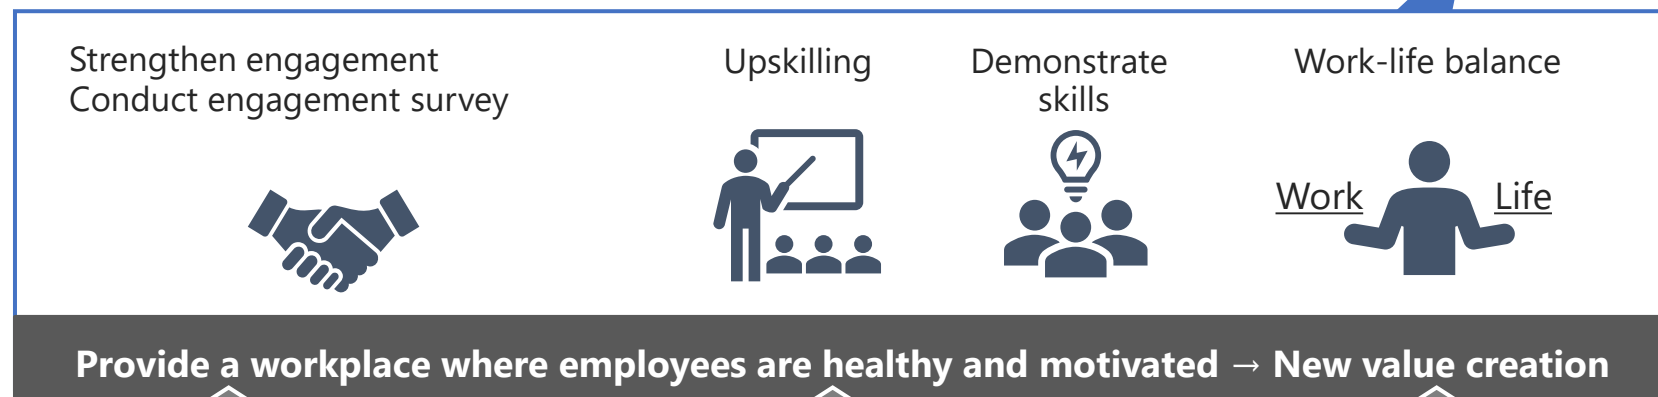 Strengthen engagement
Conduct engagement survey
Upskilling
Demonstrate
skills
Work-life balance
Work
Life
Provide a workplace where employees are healthy and motivated → New value creation